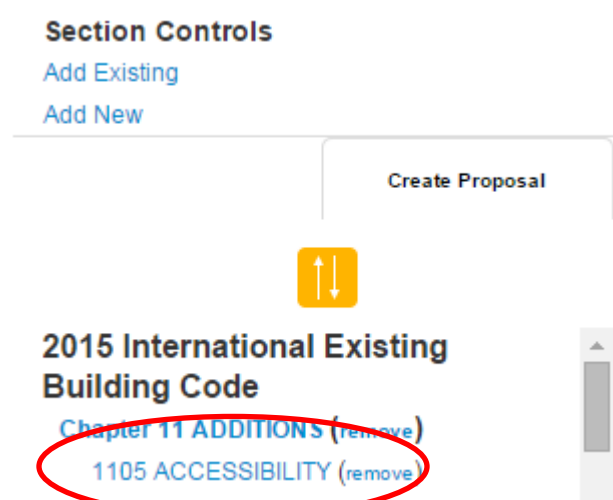 Section Controls
Add Existing
Add New
Create Proposal
2015 International Existing
Building Code
Chapter 11 ADDITIONS (remove)
1105 ACCESSIBILITY (remove)